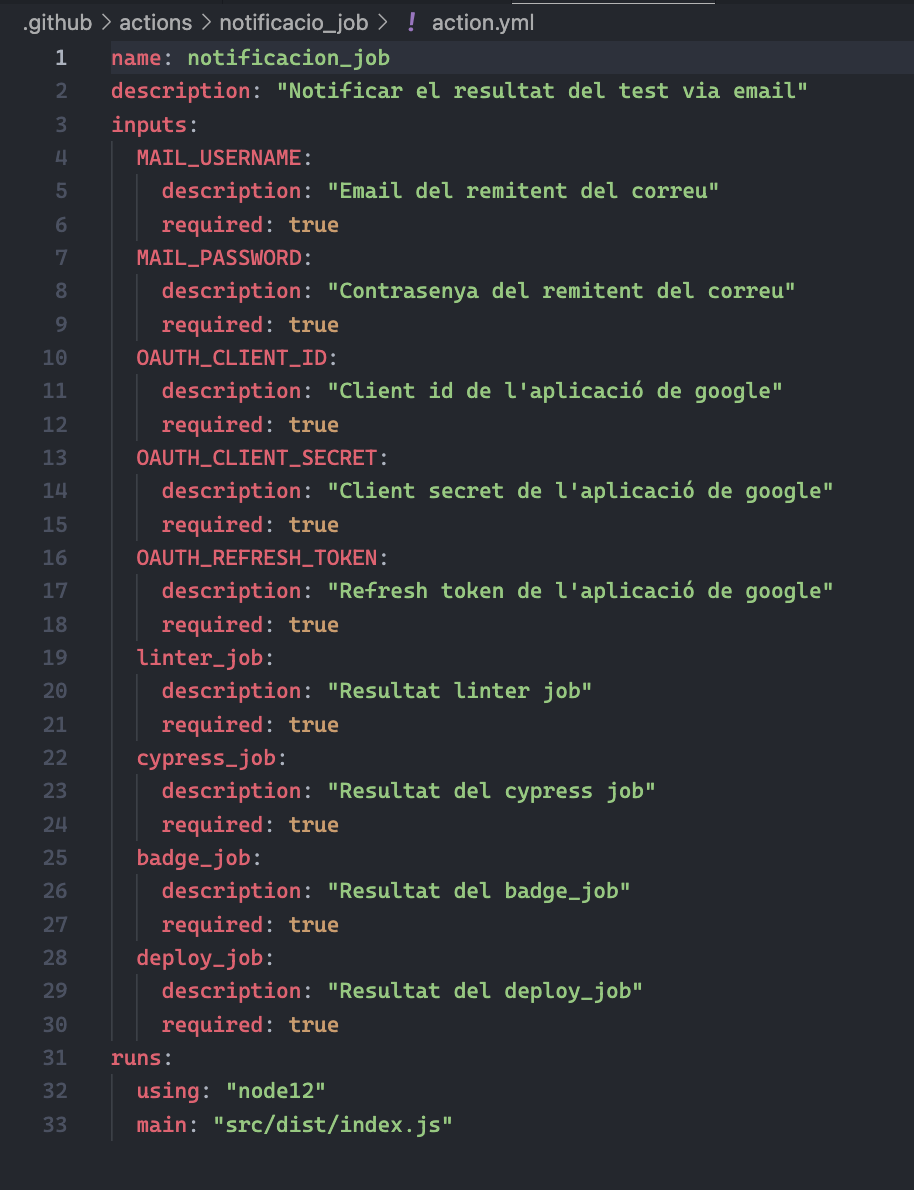 .github > actions > notificacio_job > ! action.yml
1 name: notificacion_job
2 description: "Notificar el resultat del test via email"
3 inputs:
4 MAIL_USERNAME:
5 description: "Email del remitent del correu"
6 required: true
7 MAIL_PASSWORD:
8 description: "Contrasenya del remitent del correu"
9 required: true
10 OAUTH_CLIENT_ID:
11 description: "Client id de l'aplicació de google"
12 required: true
13 OAUTH_CLIENT_SECRET:
14 description: "Client secret de l'aplicació de google"
15 required: true
16 OAUTH_REFRESH_TOKEN:
17 description: "Refresh token de l'aplicació de google"
18 required: true
19 linter_job:
20 description: "Resultat linter job"
21 required: true
22 cypress_job:
23 description: "Resultat del cypress job"
24 required: true
25 badge_job:
26 description: "Resultat del badge_job"
27 required: true
28 deploy_job:
29 description: "Resultat del deploy_job"
30 required: true
31 runs:
32 using: "node12"
33 main: "src/dist/index.js"